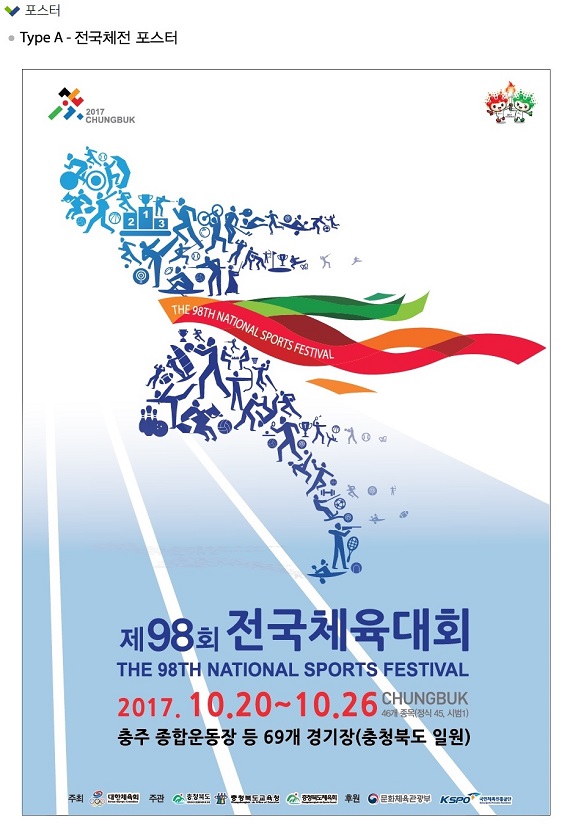 포스터
Type A - 전국체전 포스터
2017
CHUNGBUK
2 1 3
THE 98TH NATIONAL SPORTS FESTIVAL
제98회 전국체육대회
THE 98TH NATIONAL SPORTS FESTIVAL
2017. 10.20~10.26 CHUNGBUK
46개 종목(정식 45, 시범1)
충주 종합운동장 등 69개 경기장(충청북도 일원)
주최 대한체육회 주관 충청북도 충청북도교육청 충청북도체육회 후원 문화체육관광부 KSPO 국민체육진흥공단